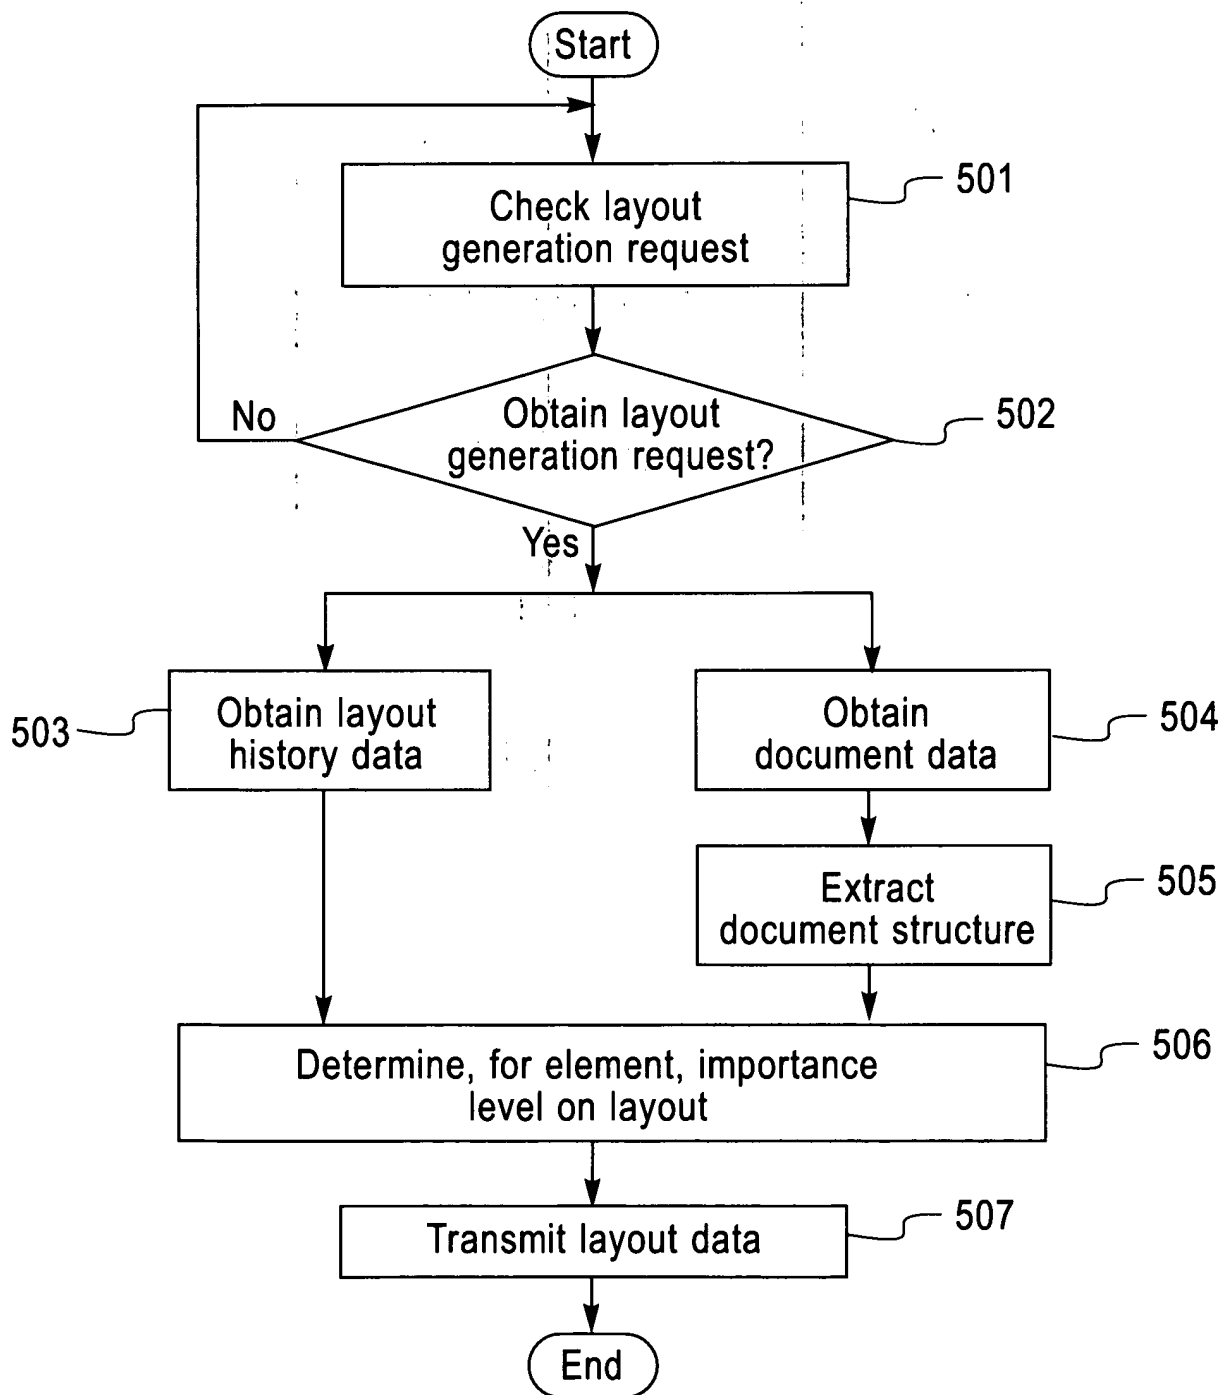 Start
Check layout
generation request
501
Obtain layout
generation request?
502
No
Yes
Obtain layout
history data
503
Obtain
document data
504
Extract
document structure
505
Determine, for element, importance
level on layout
506
Transmit layout data
507
End